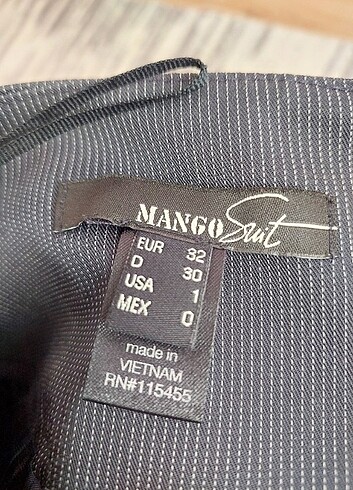 MANGO Suit
EUR 32
D 30
USA 1
MEX 0
made in
VIETNAM
RN#115455